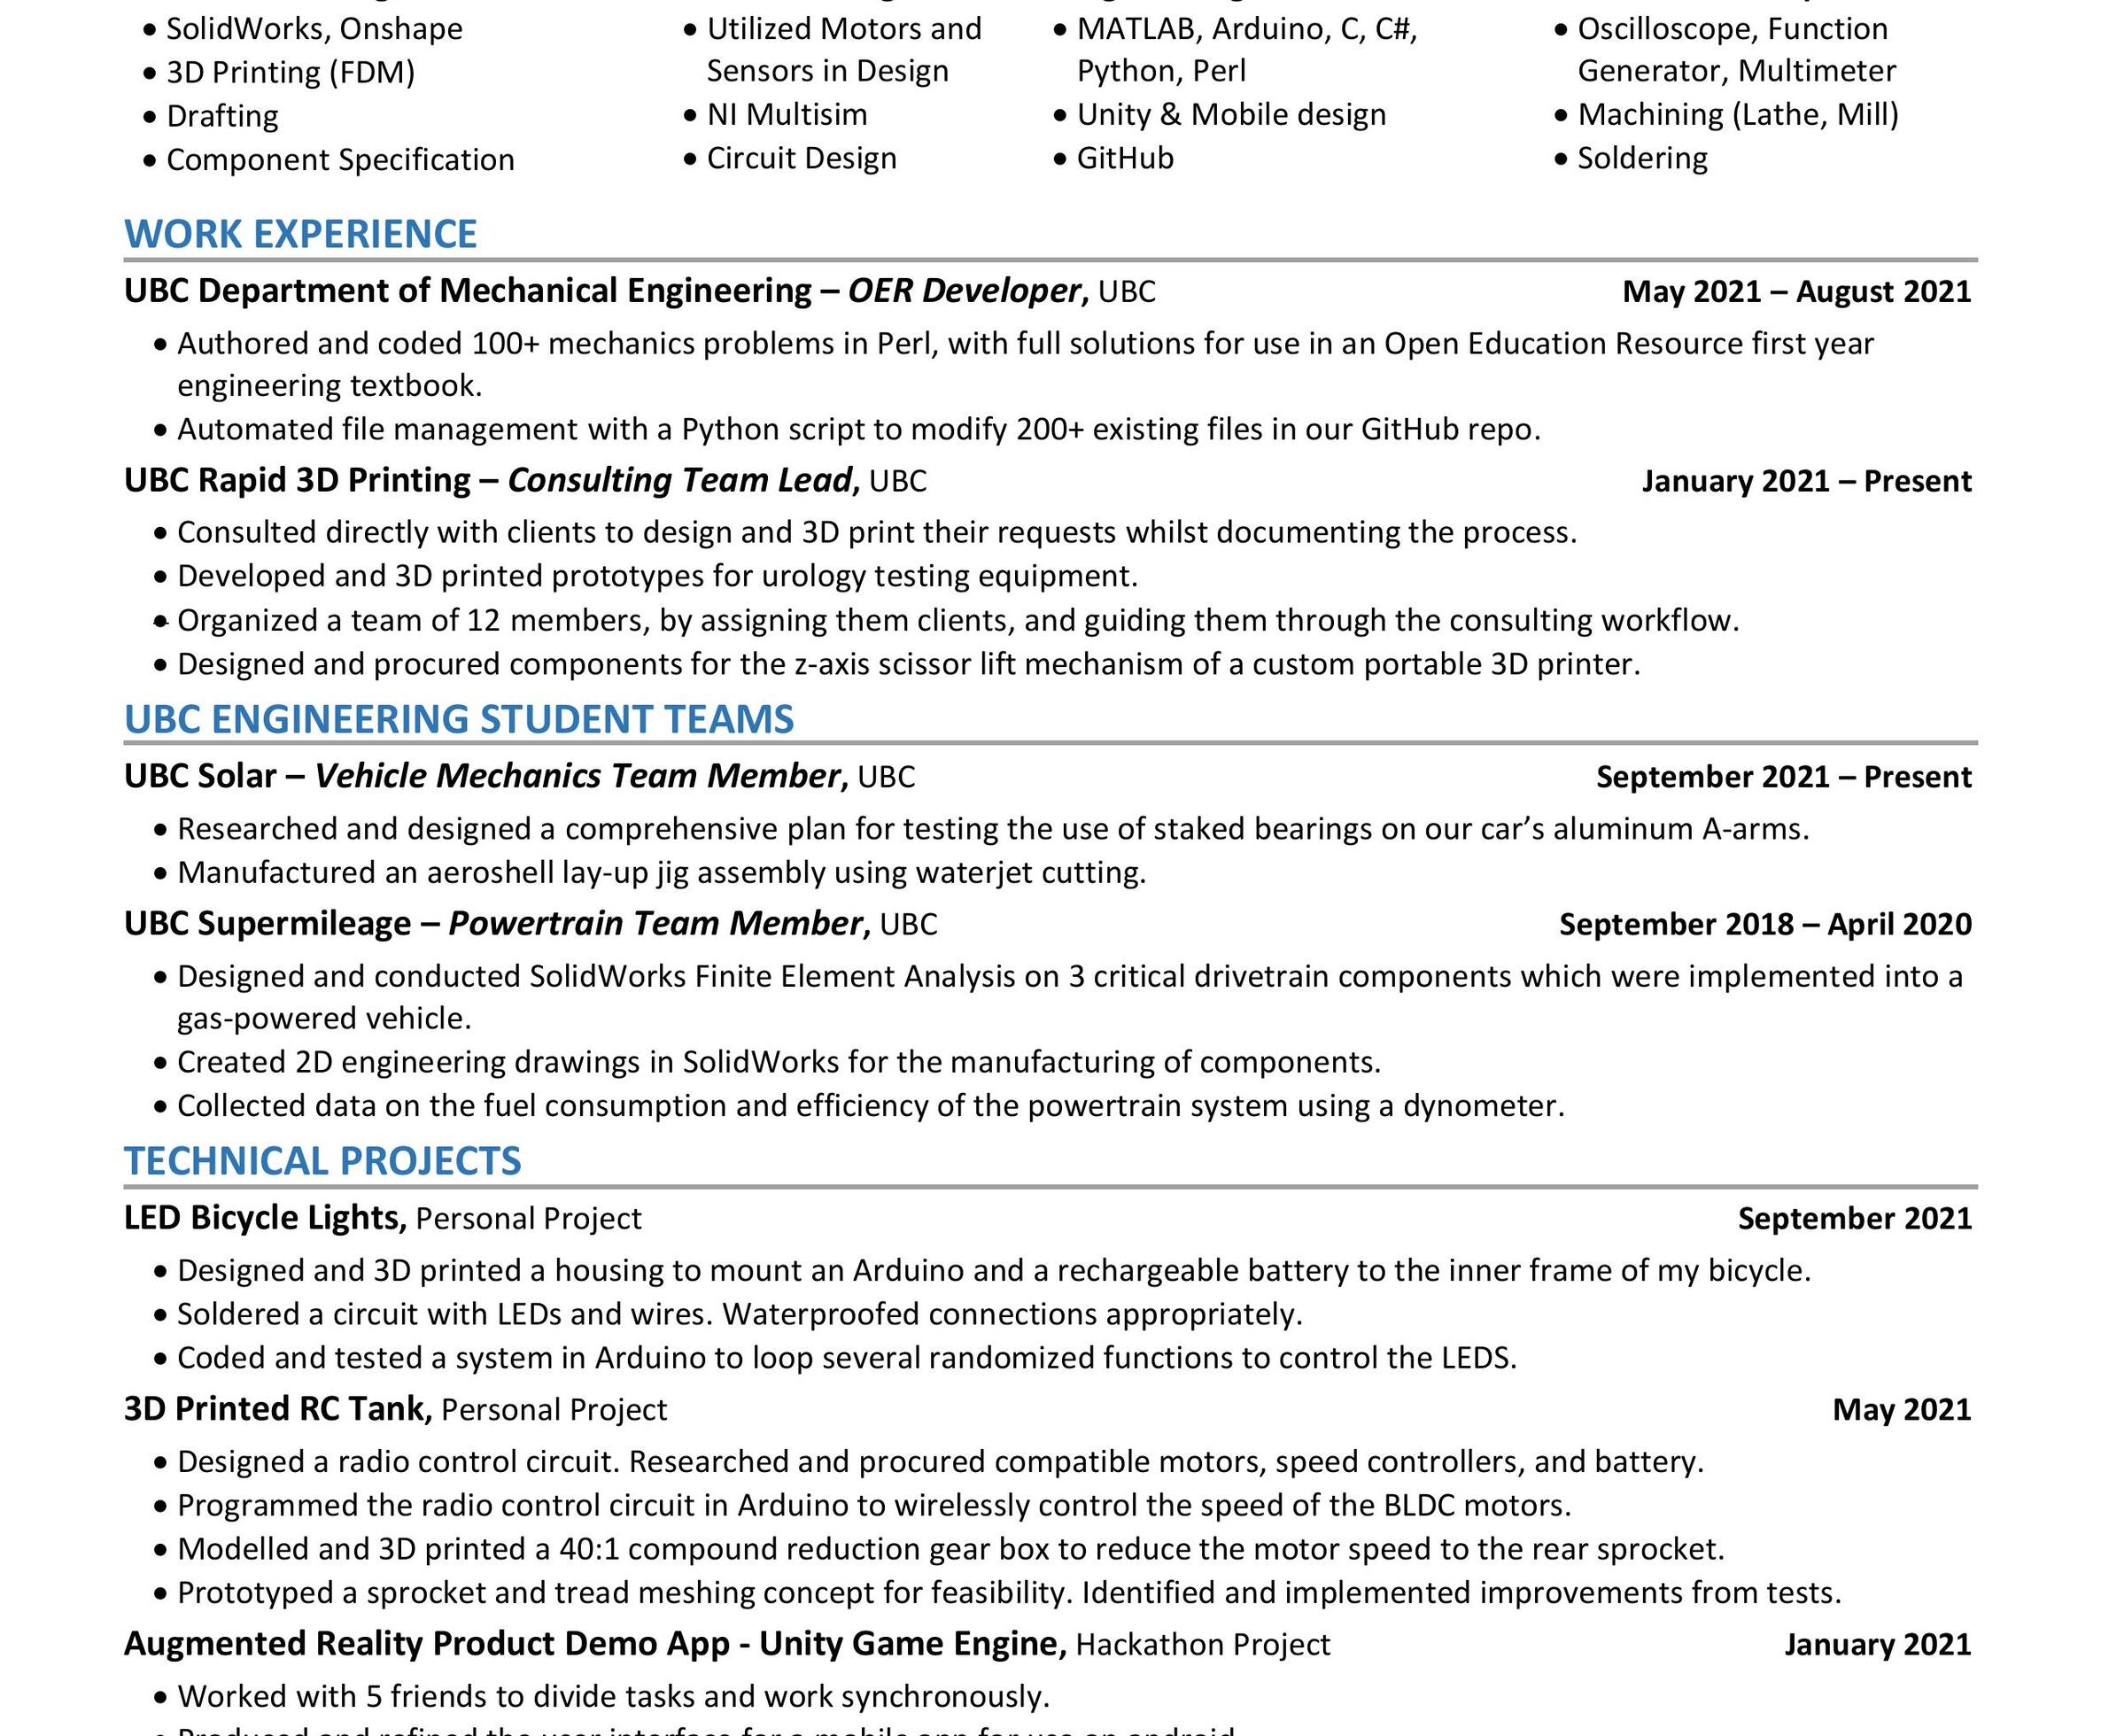 • SolidWorks, Onshape
• 3D Printing (FDM)
• Drafting
• Component Specification
• Utilized Motors and
Sensors in Design
• NI Multisim
• Circuit Design
• MATLAB, Arduino, C, C#,
Python, Perl
• Unity & Mobile design
• GitHub
• Oscilloscope, Function
Generator, Multimeter
• Machining (Lathe, Mill)
• Soldering
WORK EXPERIENCE
UBC Department of Mechanical Engineering – OER Developer, UBC May 2021 – August 2021
• Authored and coded 100+ mechanics problems in Perl, with full solutions for use in an Open Education Resource first year
engineering textbook.
• Automated file management with a Python script to modify 200+ existing files in our GitHub repo.
UBC Rapid 3D Printing – Consulting Team Lead, UBC January 2021 – Present
• Consulted directly with clients to design and 3D print their requests whilst documenting the process.
• Developed and 3D printed prototypes for urology testing equipment.
• Organized a team of 12 members, by assigning them clients, and guiding them through the consulting workflow.
• Designed and procured components for the z-axis scissor lift mechanism of a custom portable 3D printer.
UBC ENGINEERING STUDENT TEAMS
UBC Solar – Vehicle Mechanics Team Member, UBC September 2021 – Present
• Researched and designed a comprehensive plan for testing the use of staked bearings on our car’s aluminum A-arms.
• Manufactured an aeroshell lay-up jig assembly using waterjet cutting.
UBC Supermileage – Powertrain Team Member, UBC September 2018 – April 2020
• Designed and conducted SolidWorks Finite Element Analysis on 3 critical drivetrain components which were implemented into a
gas-powered vehicle.
• Created 2D engineering drawings in SolidWorks for the manufacturing of components.
• Collected data on the fuel consumption and efficiency of the powertrain system using a dynometer.
TECHNICAL PROJECTS
LED Bicycle Lights, Personal Project September 2021
• Designed and 3D printed a housing to mount an Arduino and a rechargeable battery to the inner frame of my bicycle.
• Soldered a circuit with LEDs and wires. Waterproofed connections appropriately.
• Coded and tested a system in Arduino to loop several randomized functions to control the LEDS.
3D Printed RC Tank, Personal Project May 2021
• Designed a radio control circuit. Researched and procured compatible motors, speed controllers, and battery.
• Programmed the radio control circuit in Arduino to wirelessly control the speed of the BLDC motors.
• Modelled and 3D printed a 40:1 compound reduction gear box to reduce the motor speed to the rear sprocket.
• Prototyped a sprocket and tread meshing concept for feasibility. Identified and implemented improvements from tests.
Augmented Reality Product Demo App - Unity Game Engine, Hackathon Project January 2021
• Worked with 5 friends to divide tasks and work synchronously.
• Produced and refined the user interface for a mobile app for use on android